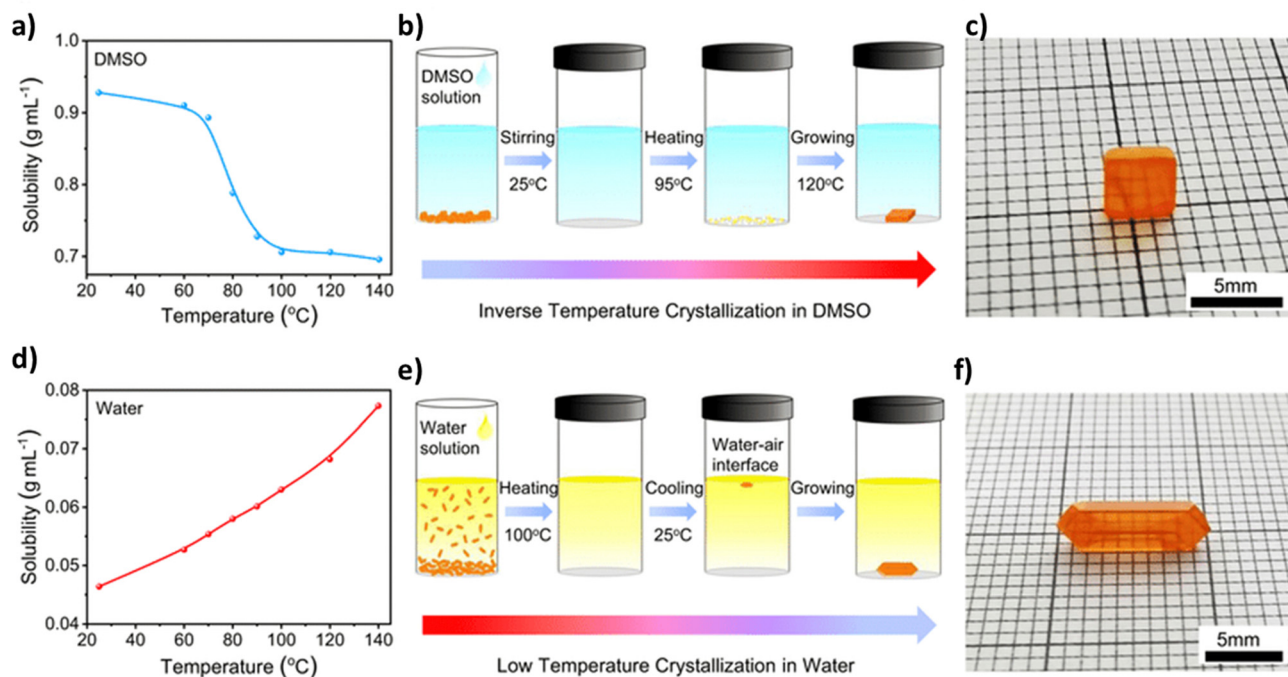 a)
DMSO
Solubility (g mL⁻¹)
1.0
0.9
0.8
0.7
20 40 60 80 100 120 140
Temperature (°C)
b)
DMSO
solution
Stirring
25°C
Heating
95°C
Growing
120°C
Inverse Temperature Crystallization in DMSO
c)
5mm
d)
Water
Solubility (g mL⁻¹)
0.08
0.07
0.06
0.05
0.04
20 40 60 80 100 120 140
Temperature (°C)
e)
Water
solution
Heating
100°C
Cooling
25°C
Water-air
interface
Growing
Low Temperature Crystallization in Water
f)
5mm